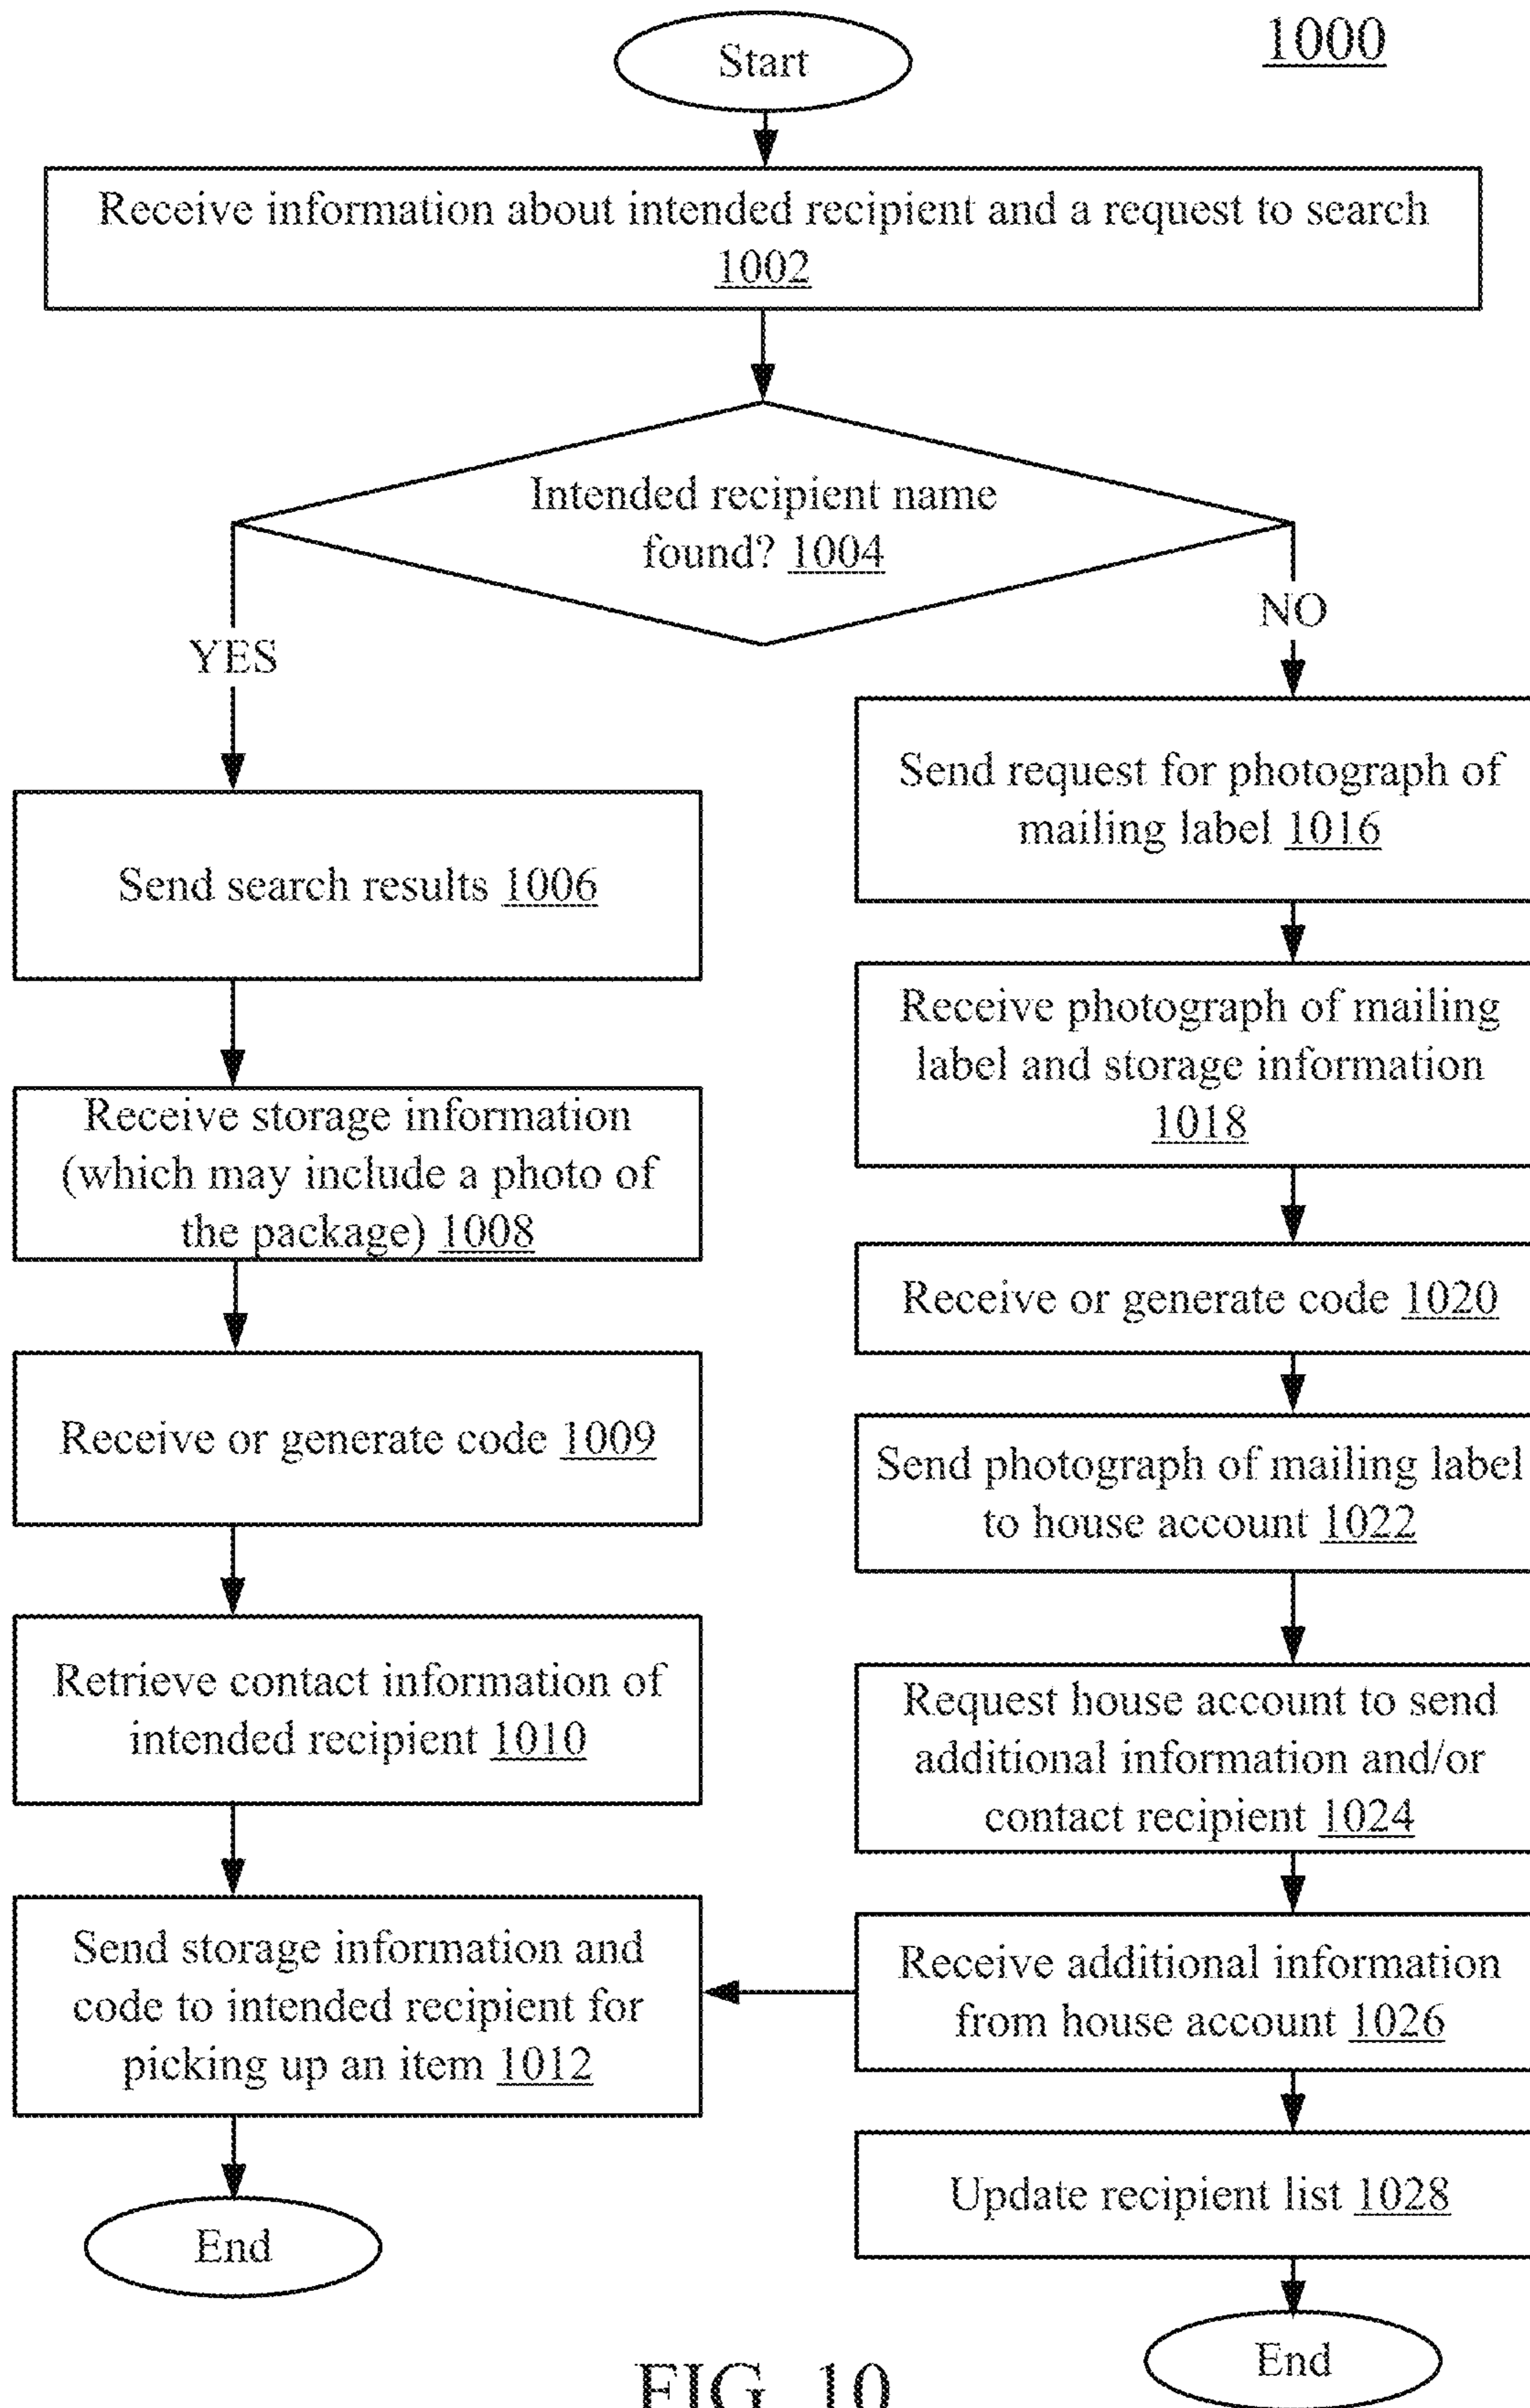 1000
Start
Receive information about intended recipient and a request to search
1002
Intended recipient name
found? 1004
YES
NO
Send search results 1006
Receive storage information
(which may include a photo of
the package) 1008
Receive or generate code 1009
Retrieve contact information of
intended recipient 1010
Send storage information and
code to intended recipient for
picking up an item 1012
End
Send request for photograph of
mailing label 1016
Receive photograph of mailing
label and storage information
1018
Receive or generate code 1020
Send photograph of mailing label
to house account 1022
Request house account to send
additional information and/or
contact recipient 1024
Receive additional information
from house account 1026
Update recipient list 1028
End
FIG. 10